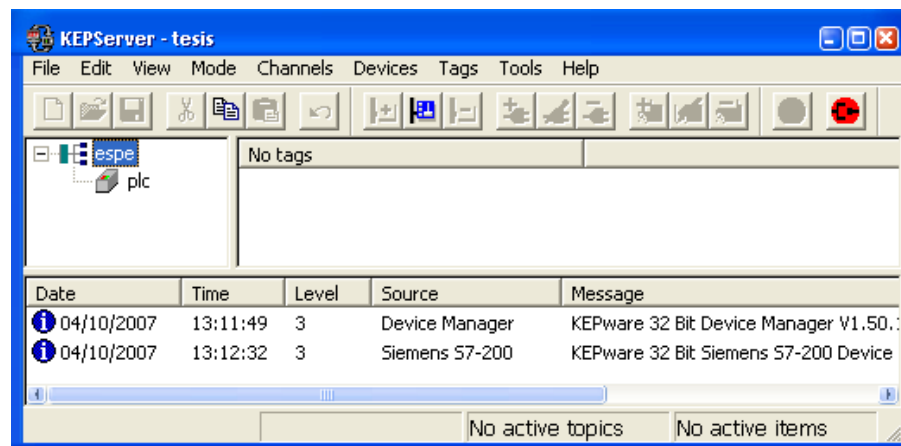 KEPServer - tesis
File Edit View Mode Channels Devices Tags Tools Help
espe
plc
No tags
Date Time Level Source Message
04/10/2007 13:11:49 3 Device Manager KEPware 32 Bit Device Manager V1.50.
04/10/2007 13:12:32 3 Siemens S7-200 KEPware 32 Bit Siemens S7-200 Device
No active topics No active items